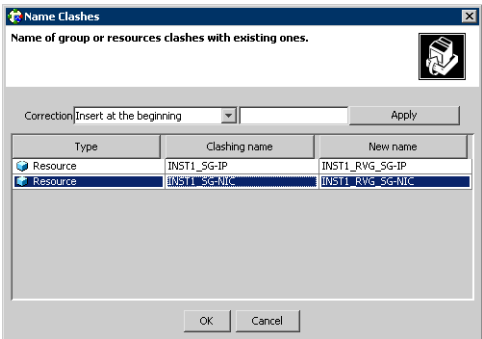 Name Clashes
Name of group or resources clashes with existing ones.
Correction Insert at the beginning Apply
Type Clashing name New name
Resource INST1_SG-IP INST1_RVG_SG-IP
Resource INST1_SG-NIC INST1_RVG_SG-NIC
OK Cancel